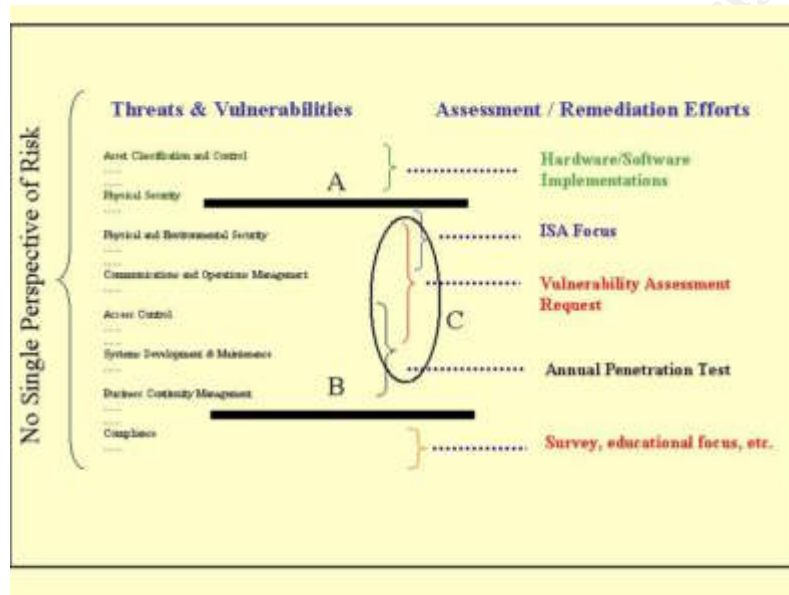 No Single Perspective of Risk
Threats & Vulnerabilities
Asset Classification and Control
.....
Physical Security
.....
Physical and Environmental Security
.....
Communications and Operations Management
.....
Access Control
.....
Systems Development & Maintenance
.....
Business Continuity Management
.....
Compliance
.....
A
B
C
Assessment / Remediation Efforts
Hardware/Software
Implementations
ISA Focus
Vulnerability Assessment
Request
Annual Penetration Test
Survey, educational focus, etc.